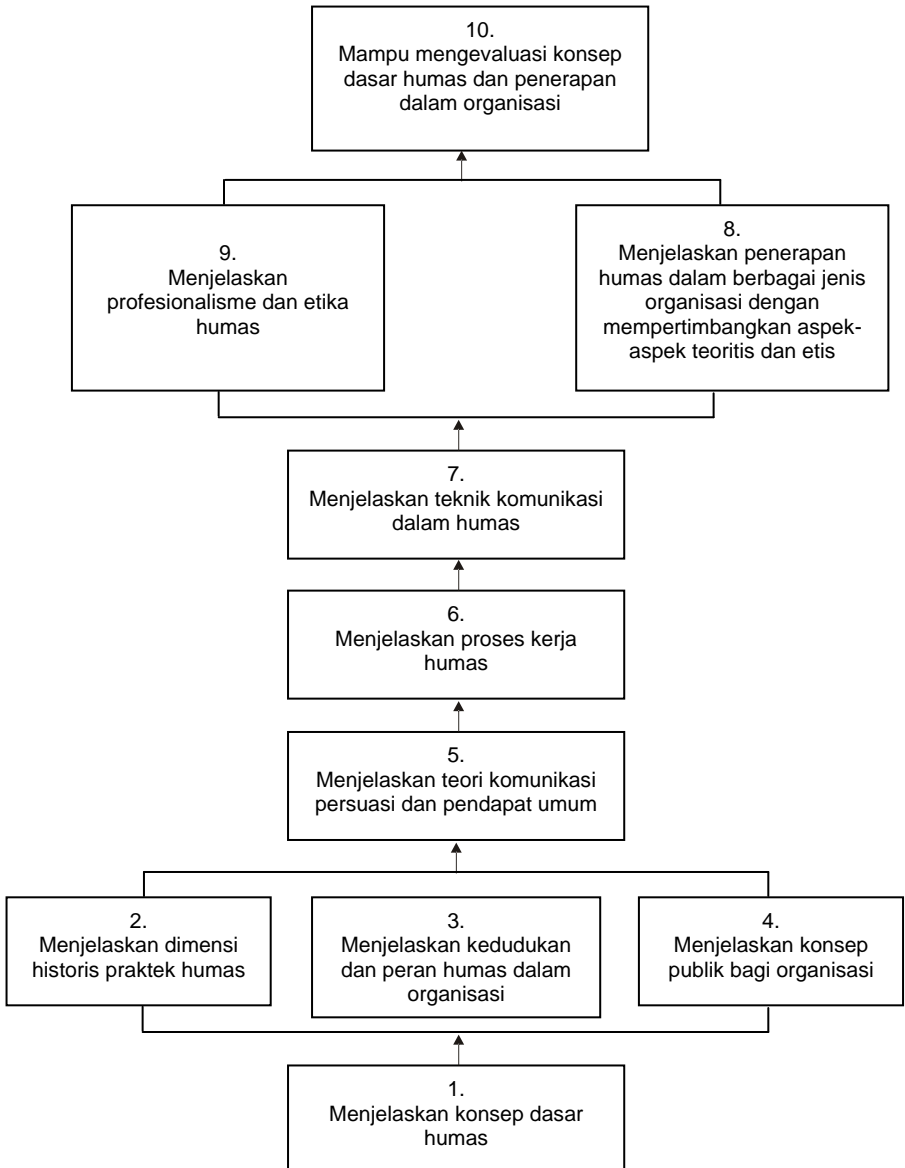 10.
Mampu mengevaluasi konsep
dasar humas dan penerapan
dalam organisasi
9.
Menjelaskan
profesionalisme dan etika
humas
8.
Menjelaskan penerapan
humas dalam berbagai jenis
organisasi dengan
mempertimbangkan aspek-
aspek teoritis dan etis
7.
Menjelaskan teknik komunikasi
dalam humas
6.
Menjelaskan proses kerja
humas
5.
Menjelaskan teori komunikasi
persuasi dan pendapat umum
2.
Menjelaskan dimensi
historis praktek humas
3.
Menjelaskan kedudukan
dan peran humas dalam
organisasi
4.
Menjelaskan konsep
publik bagi organisasi
1.
Menjelaskan konsep dasar
humas